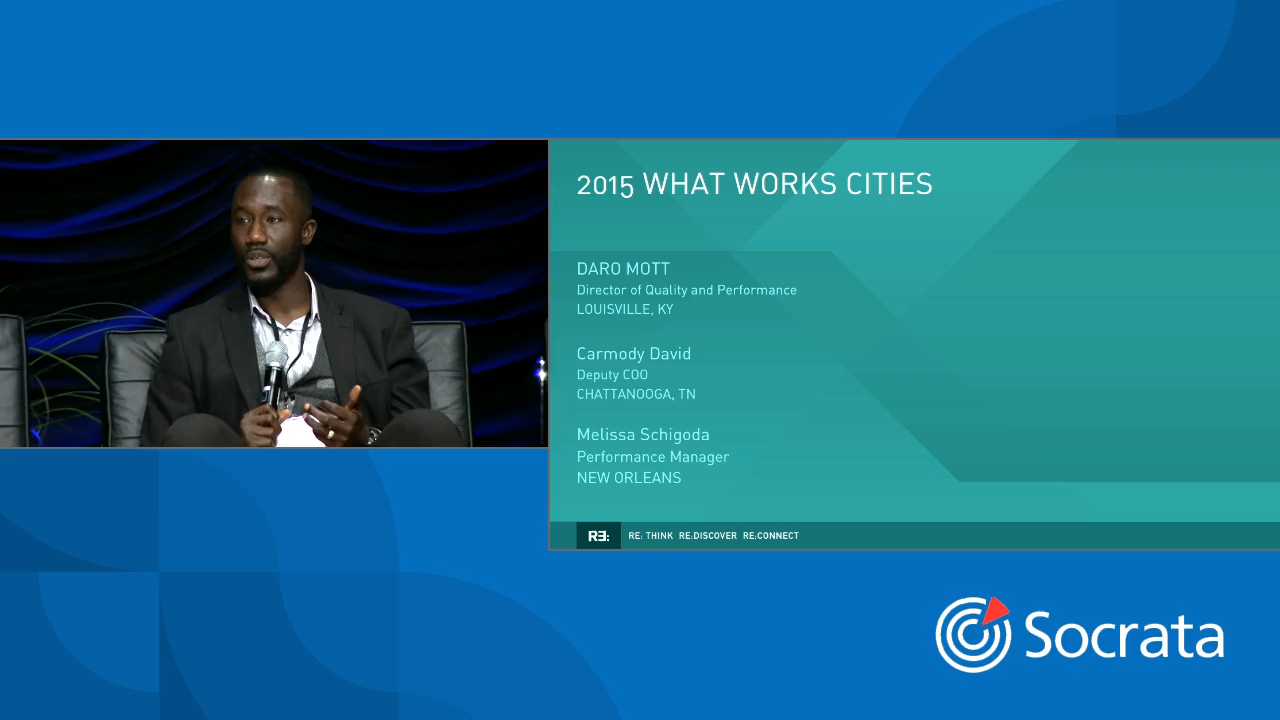 2015 WHAT WORKS CITIES
DARO MOTT
Director of Quality and Performance
LOUISVILLE, KY
Carmody David
Deputy COO
CHATTANOOGA, TN
Melissa Schigoda
Performance Manager
NEW ORLEANS
RE: RE: THINK RE:DISCOVER RE:CONNECT
Socrata